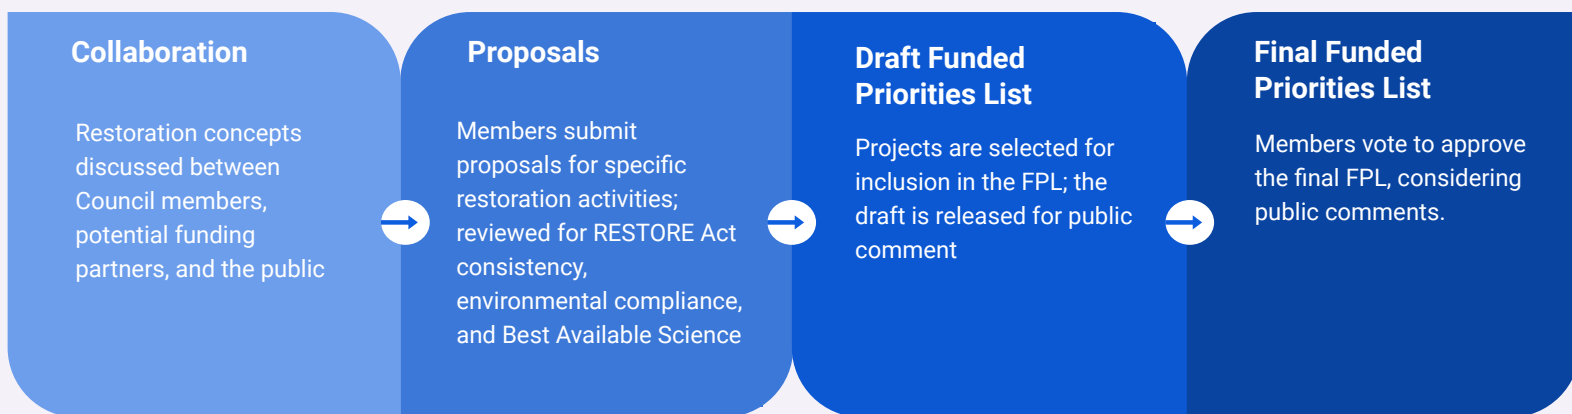 Collaboration
Restoration concepts
discussed between
Council members,
potential funding
partners, and the public
Proposals
Members submit
proposals for specific
restoration activities;
reviewed for RESTORE Act
consistency,
environmental compliance,
and Best Available Science
Draft Funded
Priorities List
Projects are selected for
inclusion in the FPL; the
draft is released for public
comment
Final Funded
Priorities List
Members vote to approve
the final FPL, considering
public comments.